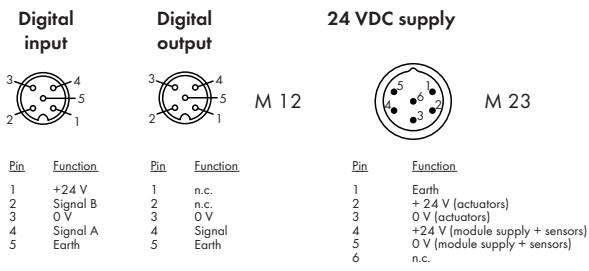 Digital input
Digital output
24 VDC supply
3 4 5 2 1
3 4 5 2 1
M 12
5 1 6 4 2 3
M 23
Pin Function
1 +24 V
2 Signal B
3 0 V
4 Signal A
5 Earth
Pin Function
1 n.c.
2 n.c.
3 0 V
4 Signal
5 Earth
Pin Function
1 Earth
2 + 24 V (actuators)
3 0 V (actuators)
4 +24 V (module supply + sensors)
5 0 V (module supply + sensors)
6 n.c.